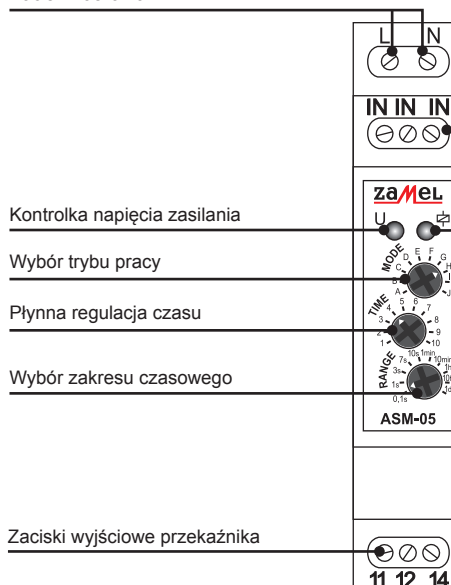 L N
IN IN IN
zaMeL
Kontrolka napięcia zasilania
U
Wybór trybu pracy
MODE
A B C D E F G H I J
Płynna regulacja czasu
TIME
1 2 3 4 5 6 7 8 9 10
Wybór zakresu czasowego
RANGE
0,1s 1s 3s 7s 10s 1min 10min 1h 10h 1d
ASM-05
Zaciski wyjściowe przekaźnika
11 12 14